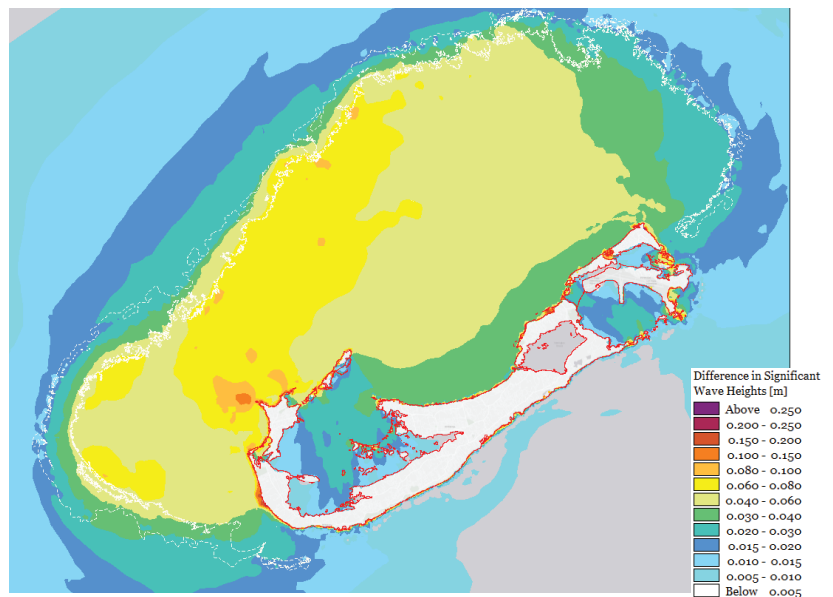 Difference in Significant
Wave Heights [m]
Above 0.250
0.200 - 0.250
0.150 - 0.200
0.100 - 0.150
0.080 - 0.100
0.060 - 0.080
0.040 - 0.060
0.030 - 0.040
0.020 - 0.030
0.015 - 0.020
0.010 - 0.015
0.005 - 0.010
Below 0.005